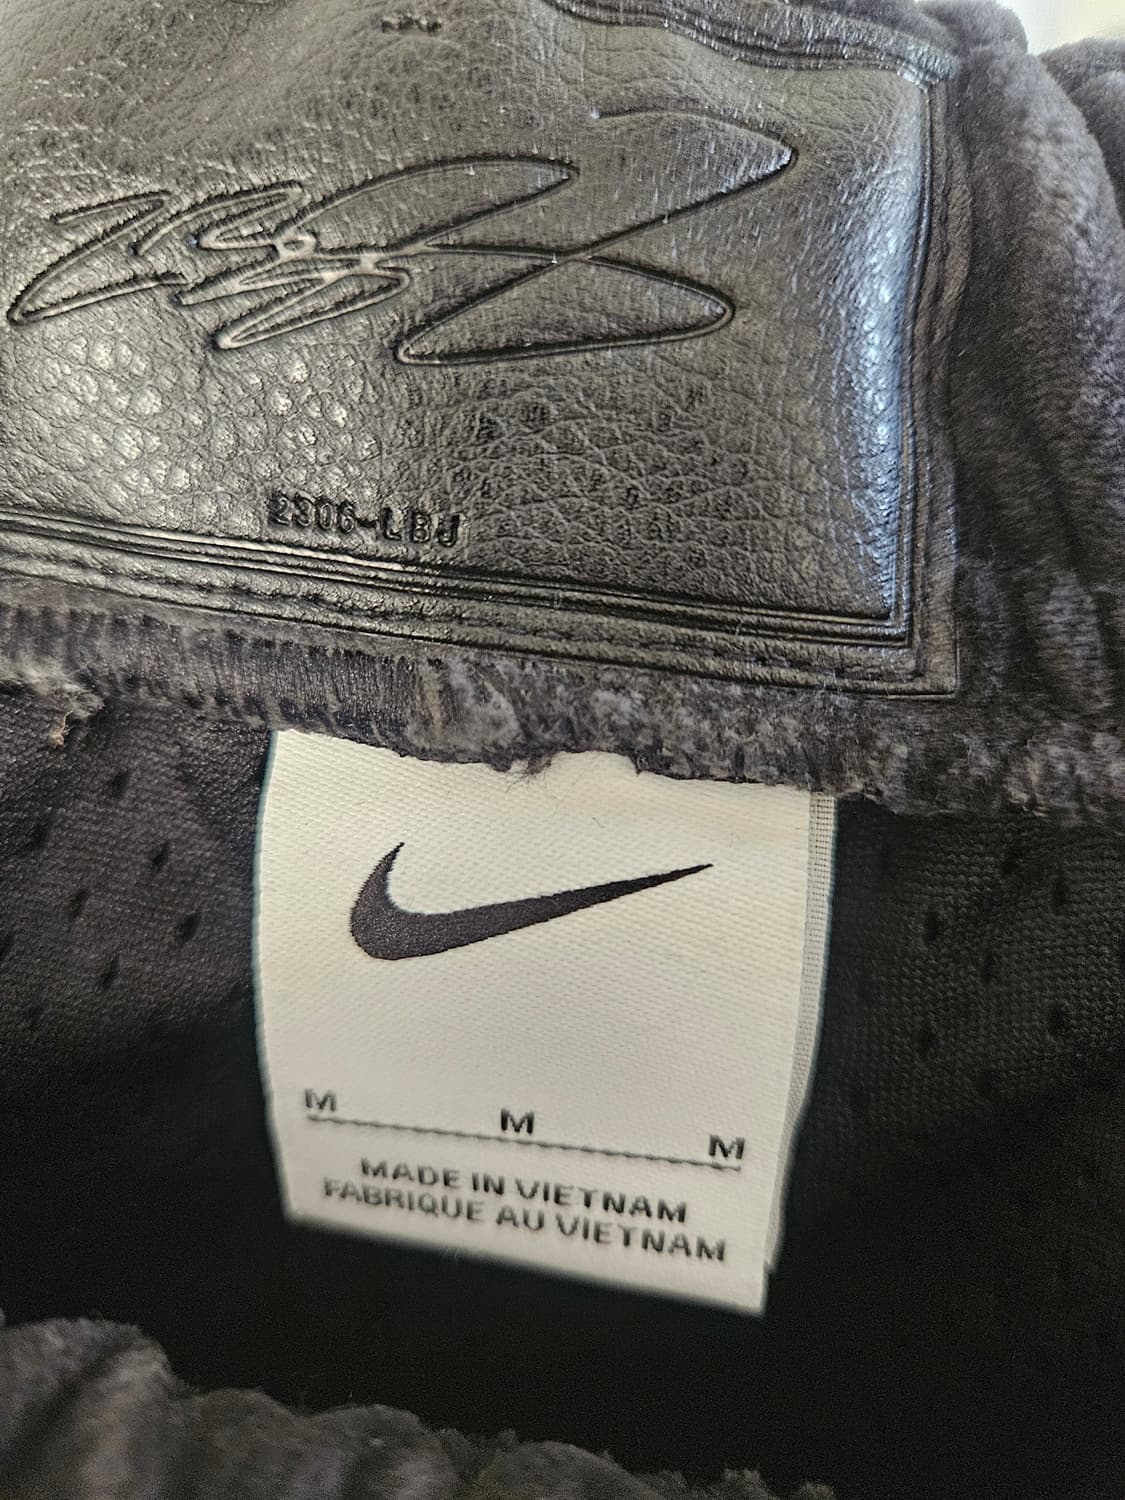 2306-LBJ
M M M
MADE IN VIETNAM
FABRIQUE AU VIETNAM